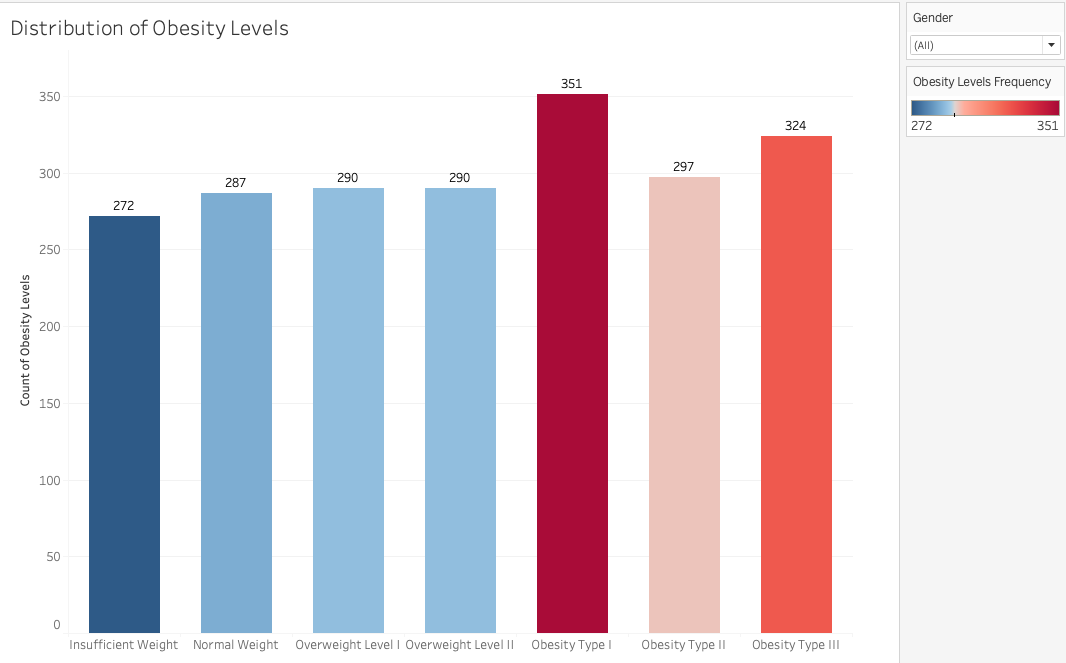 Distribution of Obesity Levels
Gender
(All)
Obesity Levels Frequency
272 351
Count of Obesity Levels
350
300
250
200
150
100
50
0
272
287
290
290
351
297
324
Insufficient Weight Normal Weight Overweight Level I Overweight Level II Obesity Type I Obesity Type II Obesity Type III